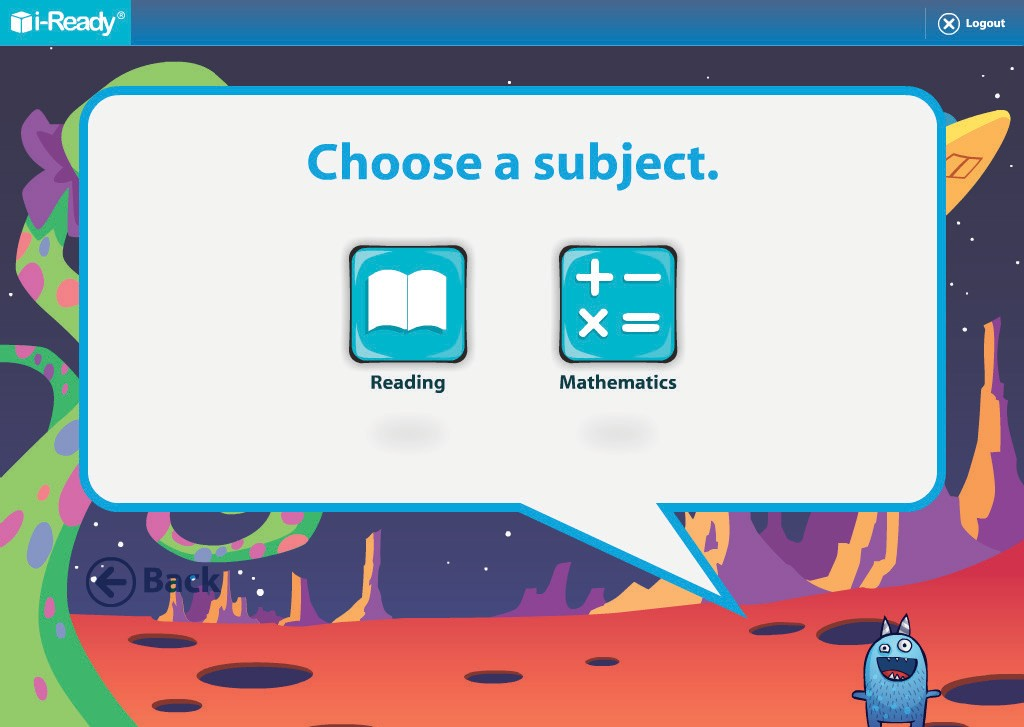 i-Ready®
Logout
Choose a subject.
Reading
Mathematics
Back